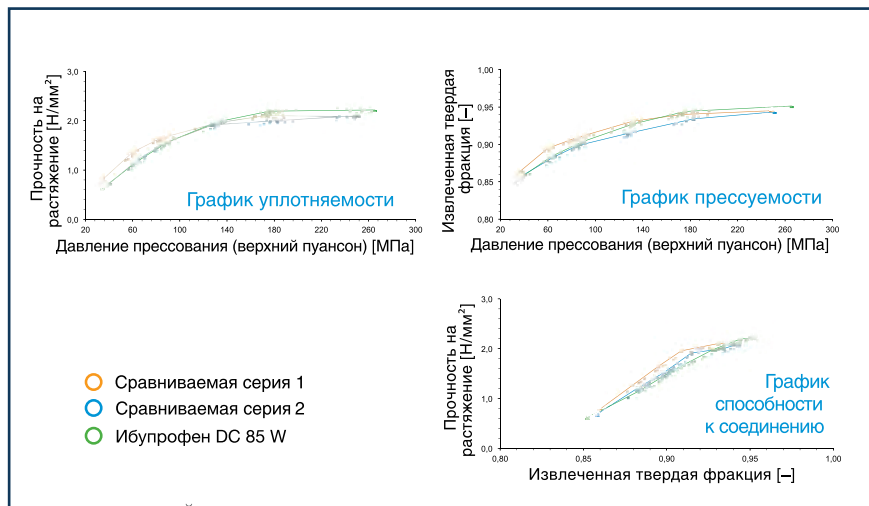 Прочность на
растяжение [Н/мм²]
3,0
2,0
1,0
0,0
20
60
100
140
180
220
260
300
График уплотняемости
Давление прессования (верхний пуансон) [МПа]
Извлеченная твердая
фракция [–]
1,00
0,95
0,90
0,85
0,80
20
60
100
140
180
220
260
300
График прессуемости
Давление прессования (верхний пуансон) [МПа]
Сравниваемая серия 1
Сравниваемая серия 2
Ибупрофен DC 85 W
Прочность на
растяжение [Н/мм²]
3,0
2,0
1,0
0,0
0,80
0,85
0,90
0,95
1,00
График
способности
к соединению
Извлеченная твердая фракция [–]